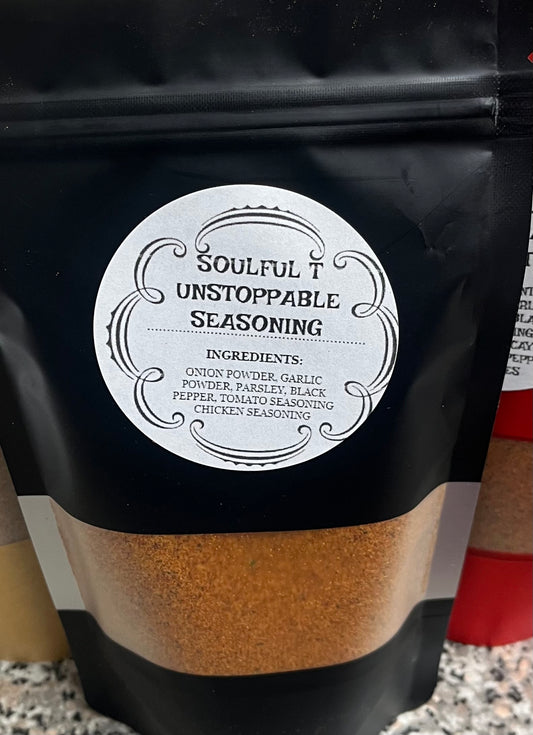 SOULFUL T
UNSTOPPABLE
SEASONING
INGREDIENTS:
ONION POWDER, GARLIC
POWDER, PARSLEY, BLACK
PEPPER, TOMATO SEASONING
CHICKEN SEASONING